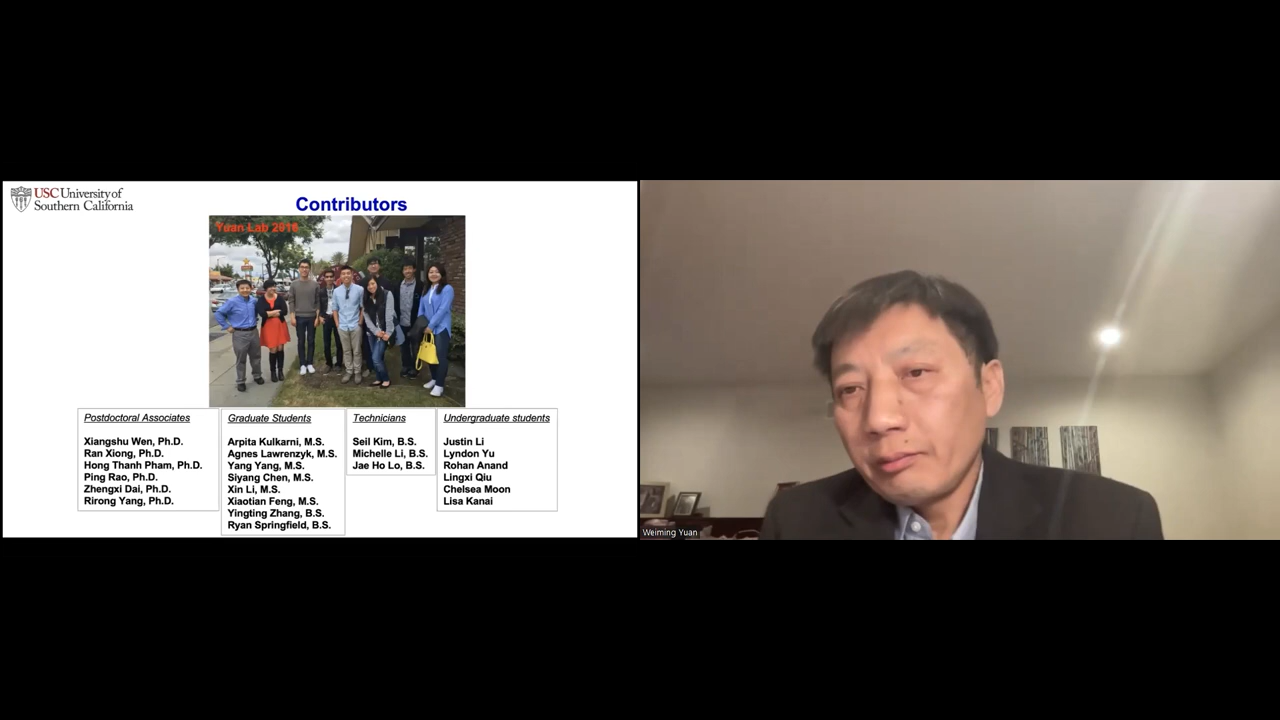 USC University of
Southern California
Contributors
Yuan Lab 2016
Postdoctoral Associates
Xiangshu Wen, Ph.D.
Ran Xiong, Ph.D.
Hong Thanh Pham, Ph.D.
Ping Rao, Ph.D.
Zhengxi Dai, Ph.D.
Rirong Yang, Ph.D.
Graduate Students
Arpita Kulkarni, M.S.
Agnes Lawrenzyk, M.S.
Yang Yang, M.S.
Siyang Chen, M.S.
Xin Li, M.S.
Xiaotian Feng, M.S.
Yingting Zhang, B.S.
Ryan Springfield, B.S.
Technicians
Seil Kim, B.S.
Michelle Li, B.S.
Jae Ho Lo, B.S.
Undergraduate students
Justin Li
Lyndon Yu
Rohan Anand
Lingxi Qiu
Chelsea Moon
Lisa Kanai
Weiming Yuan